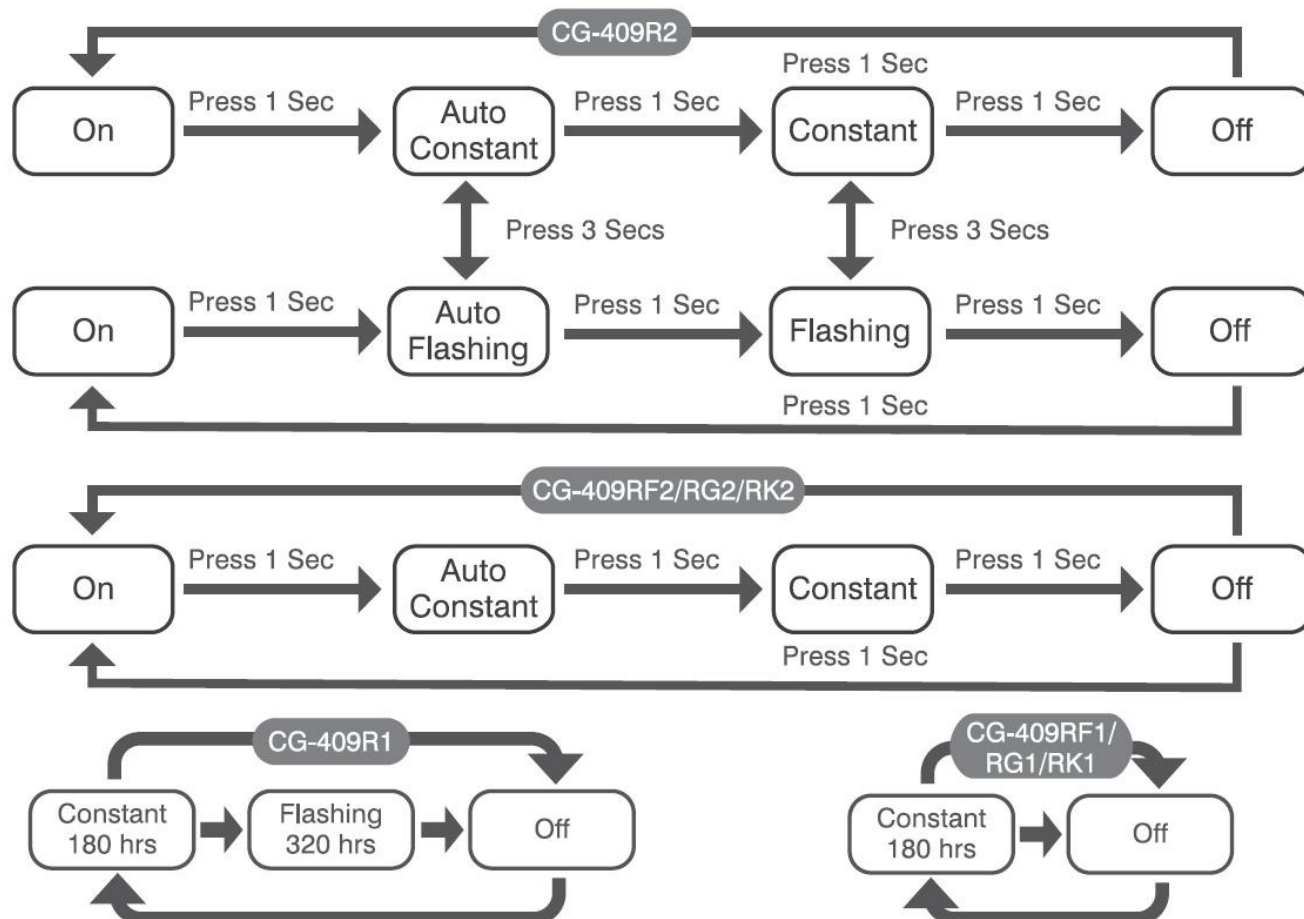 CG-409R2
Press 1 Sec
Press 1 Sec
Press 1 Sec
Press 1 Sec
On
Auto
Constant
Constant
Off
Press 3 Secs
Press 3 Secs
Press 1 Sec
Press 1 Sec
Press 1 Sec
On
Auto
Flashing
Flashing
Off
Press 1 Sec
CG-409RF2/RG2/RK2
Press 1 Sec
Press 1 Sec
Press 1 Sec
On
Auto
Constant
Constant
Off
Press 1 Sec
CG-409R1
Constant
180 hrs
Flashing
320 hrs
Off
CG-409RF1/
RG1/RK1
Constant
180 hrs
Off